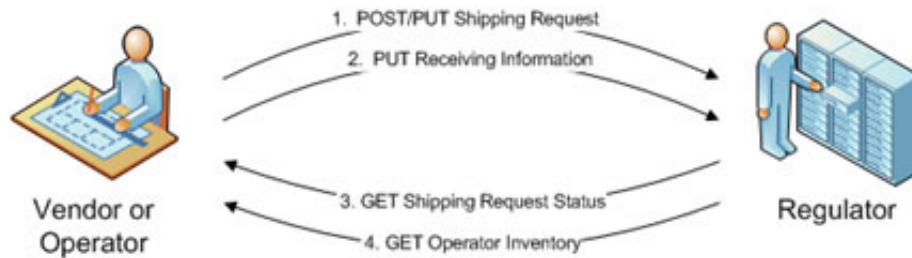 1. POST/PUT Shipping Request
2. PUT Receiving Information
3. GET Shipping Request Status
4. GET Operator Inventory
Vendor or
Operator
Regulator